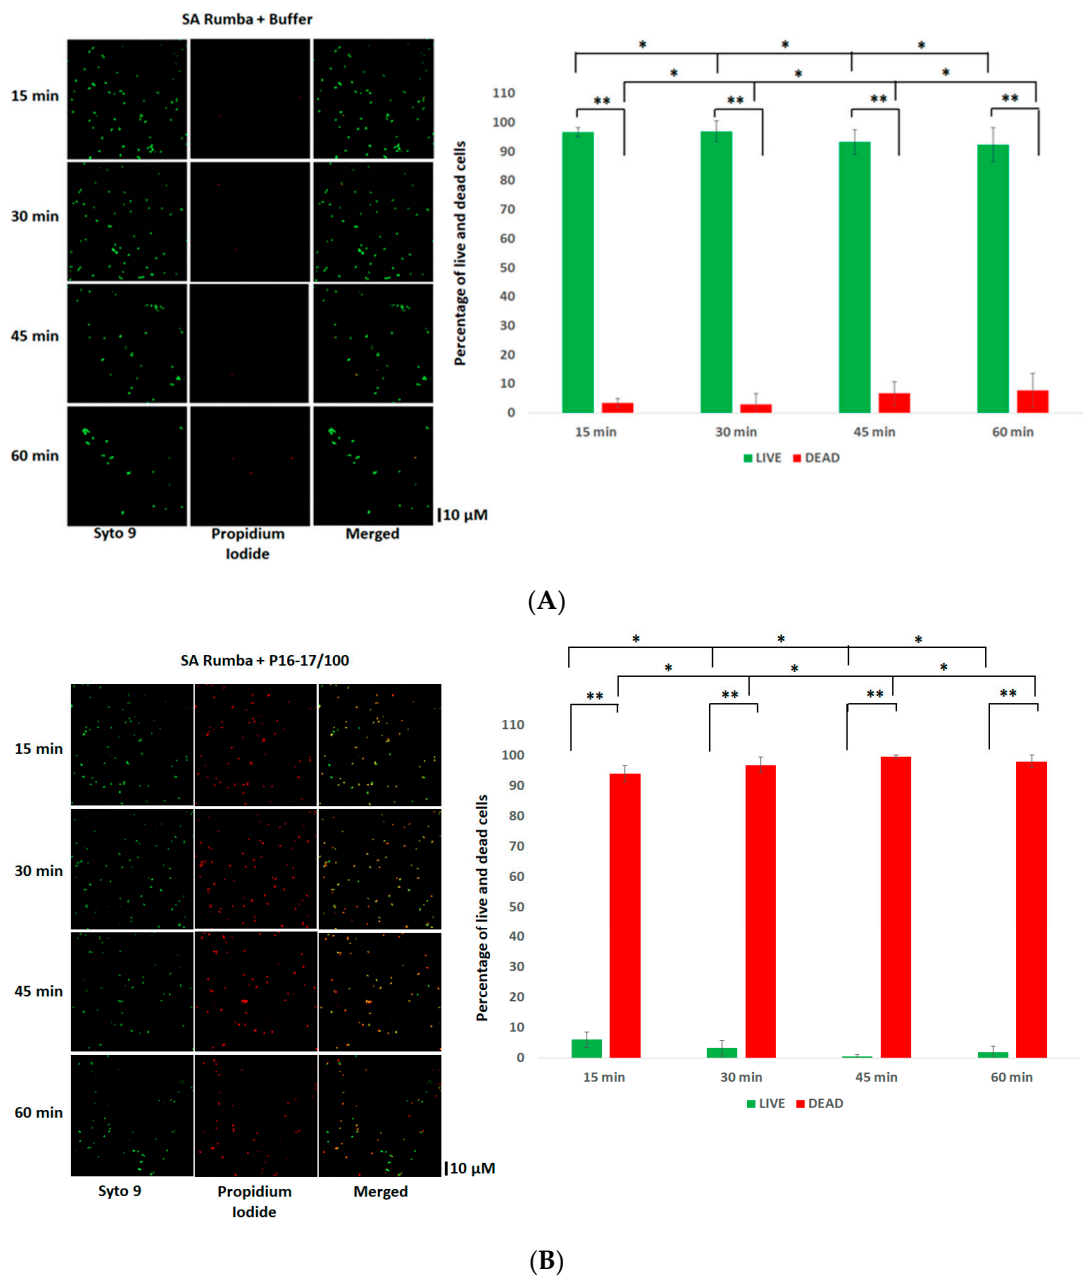 SA Rumba + Buffer
15 min
30 min
45 min
60 min
Syto 9
Propidium
Iodide
Merged
10 µM
* * *
* * *
** ** ** **
Percentage of live and dead cells
110
100
90
80
70
60
50
40
30
20
10
0
15 min 30 min 45 min 60 min
LIVE DEAD
(A)
SA Rumba + P16-17/100
15 min
30 min
45 min
60 min
Syto 9
Propidium
Iodide
Merged
10 µM
* * *
* * *
** ** ** **
Percentage of live and dead cells
110
100
90
80
70
60
50
40
30
20
10
0
15 min 30 min 45 min 60 min
LIVE DEAD
(B)